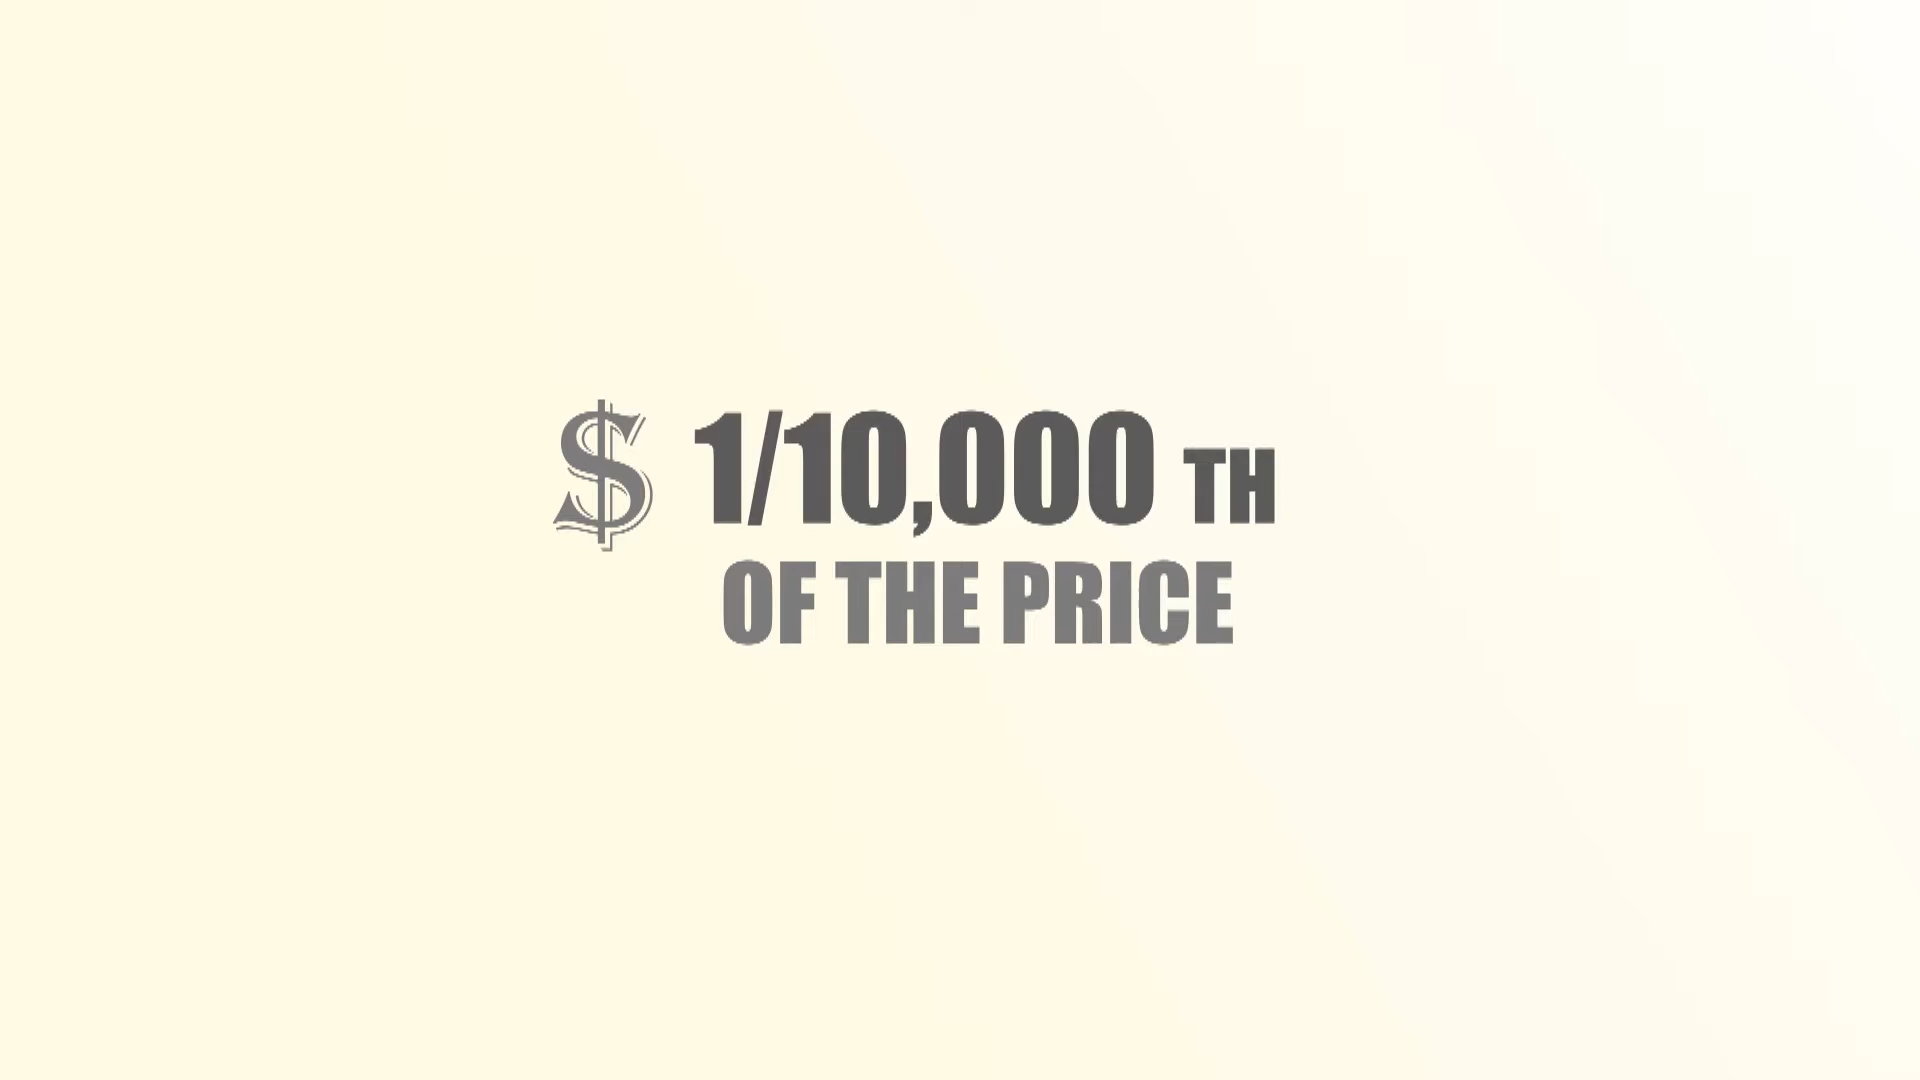 $ 1/10,000 TH
OF THE PRICE